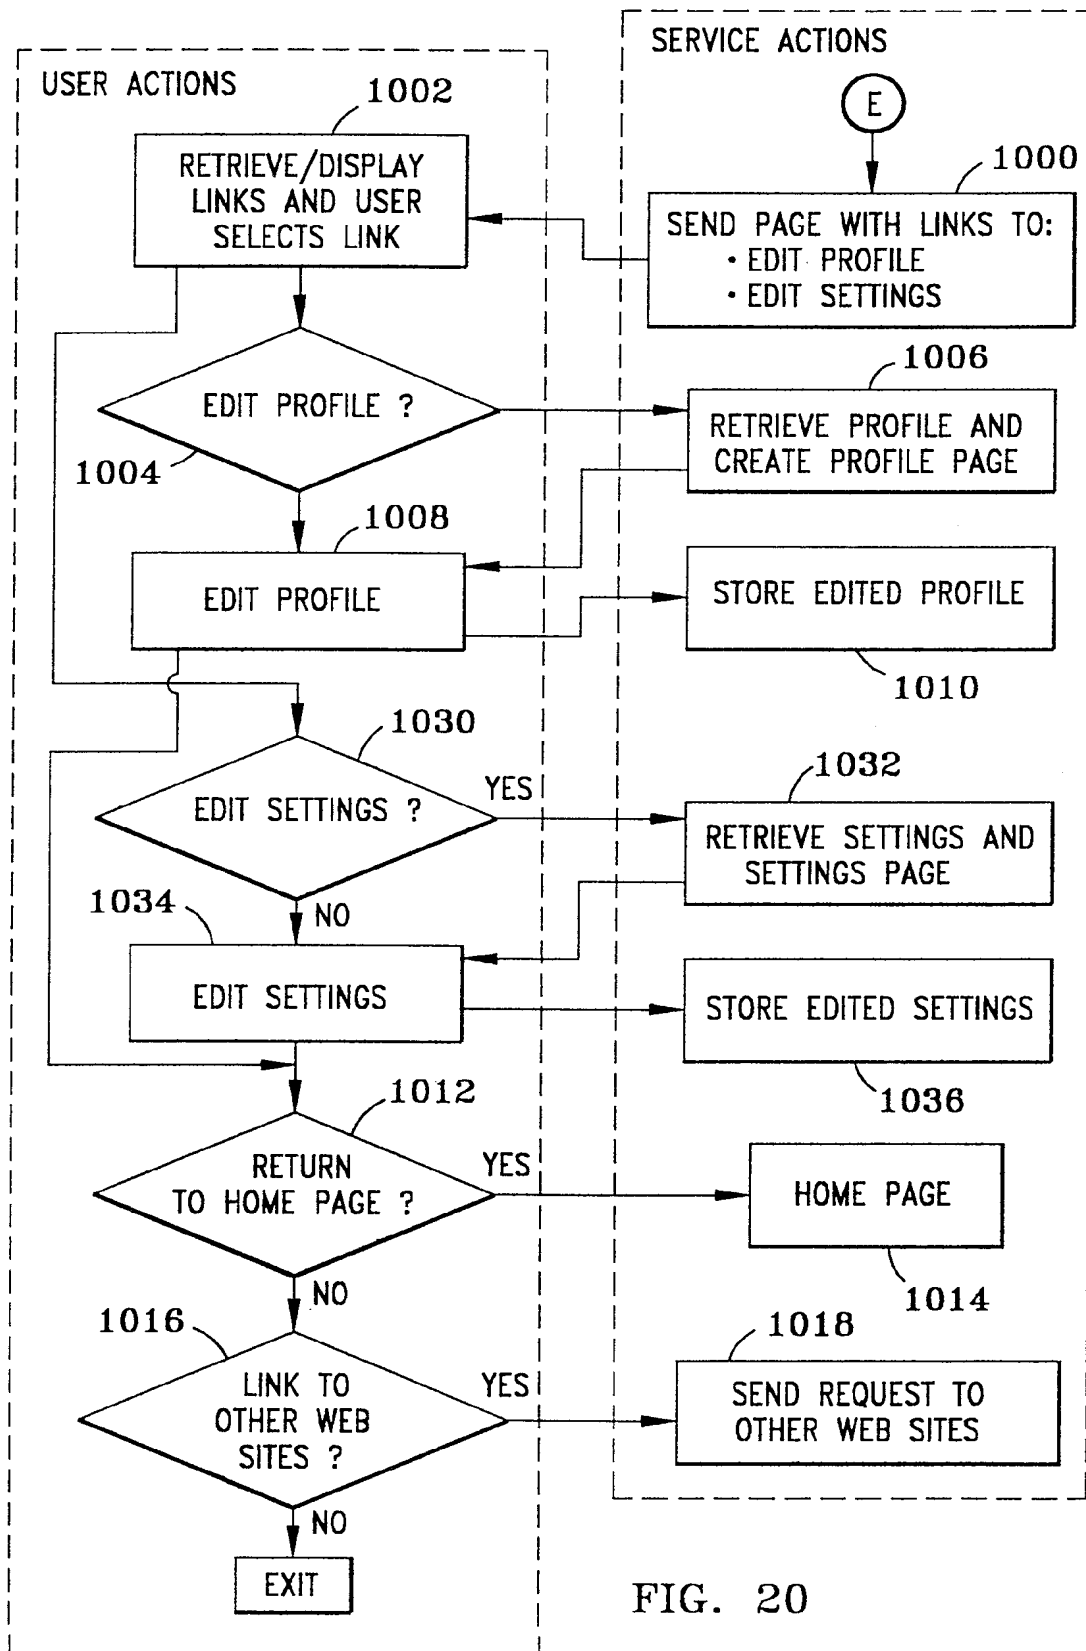 SERVICE ACTIONS
USER ACTIONS
1002
E
RETRIEVE/DISPLAY
LINKS AND USER
SELECTS LINK
1000
SEND PAGE WITH LINKS TO:
• EDIT PROFILE
• EDIT SETTINGS
1006
EDIT PROFILE ?
RETRIEVE PROFILE AND
CREATE PROFILE PAGE
1004
1008
EDIT PROFILE
STORE EDITED PROFILE
1010
1030
EDIT SETTINGS ?
YES
1032
RETRIEVE SETTINGS AND
SETTINGS PAGE
1034
NO
EDIT SETTINGS
STORE EDITED SETTINGS
1036
1012
RETURN
TO HOME PAGE ?
YES
HOME PAGE
1014
NO
1016
1018
LINK TO
OTHER WEB
SITES ?
YES
SEND REQUEST TO
OTHER WEB SITES
NO
EXIT
FIG. 20